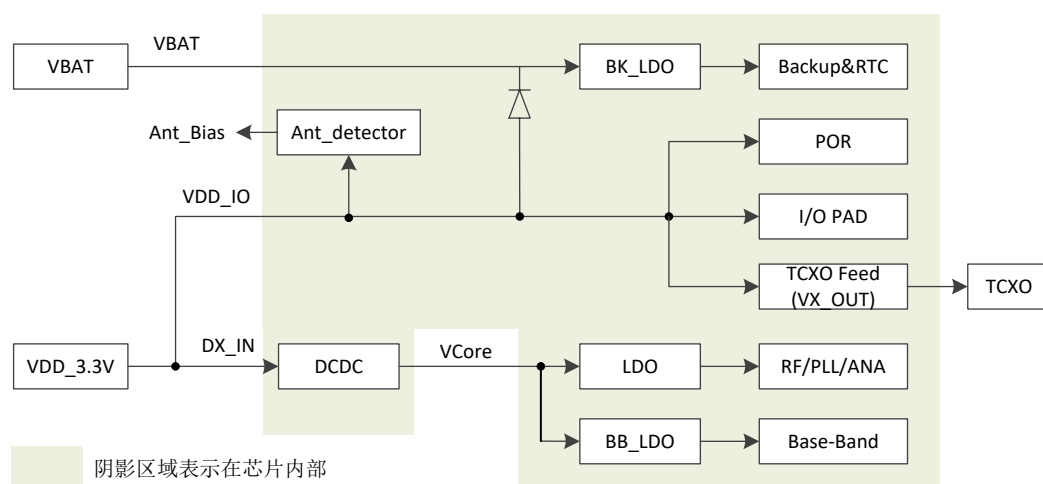 VBAT
VBAT
BK_LDO
Backup&RTC
Ant_Bias
Ant_detector
POR
VDD_IO
I/O PAD
TCXO Feed
(VX_OUT)
TCXO
VDD_3.3V
DX_IN
DCDC
VCore
LDO
RF/PLL/ANA
BB_LDO
Base-Band
阴影区域表示在芯片内部